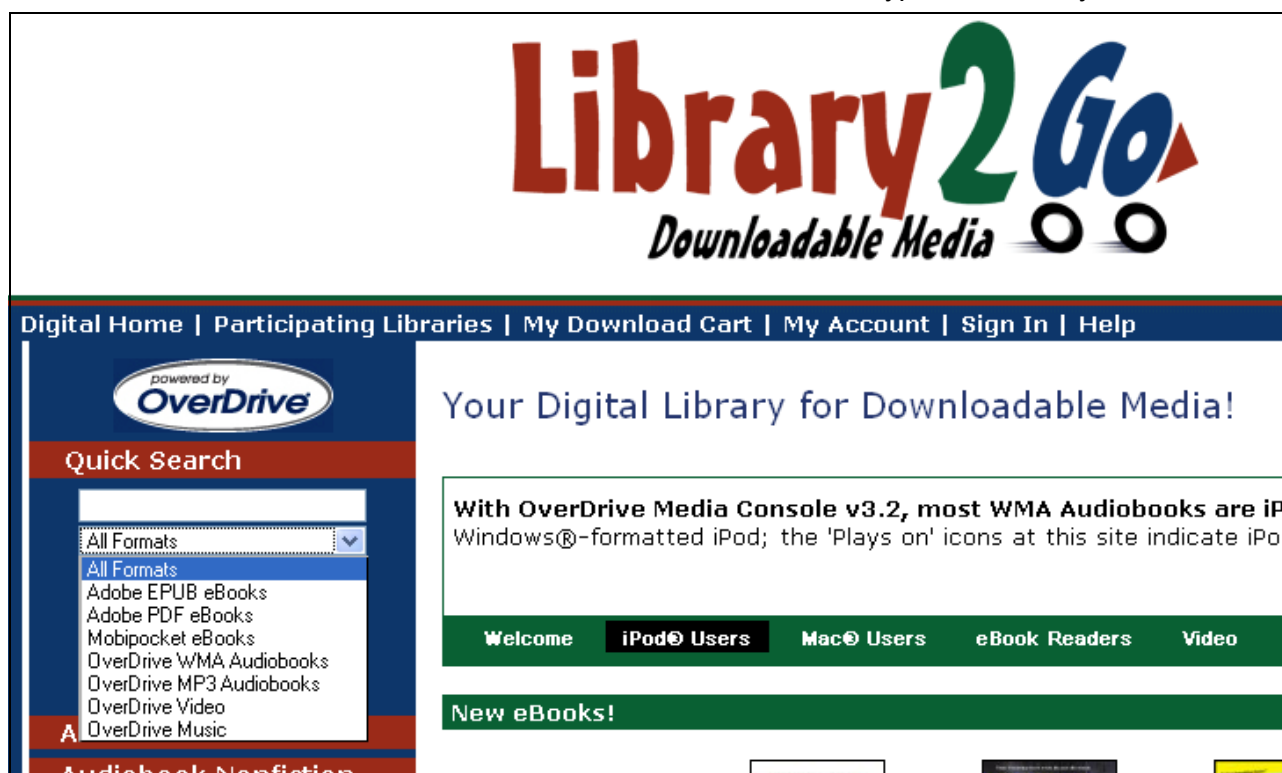 Library2Go
Downloadable Media
Digital Home | Participating Libraries | My Download Cart | My Account | Sign In | Help
powered by
OverDrive
Quick Search
All Formats
All Formats
Adobe EPUB eBooks
Adobe PDF eBooks
Mobipocket eBooks
OverDrive WMA Audiobooks
OverDrive MP3 Audiobooks
OverDrive Video
OverDrive Music
A
Audiobook Nonfiction
Your Digital Library for Downloadable Media!
With OverDrive Media Console v3.2, most WMA Audiobooks are iP
Windows®-formatted iPod; the 'Plays on' icons at this site indicate iPo
Welcome iPod® Users Mac® Users eBook Readers Video
New eBooks!